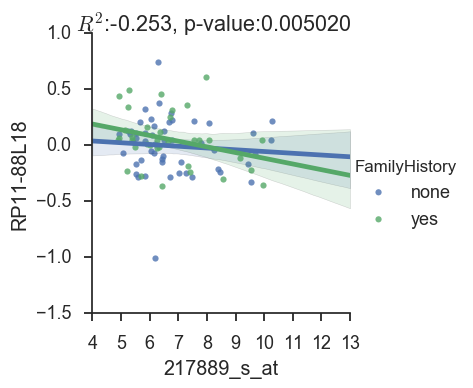 R²:-0.253, p-value:0.005020
1.0
0.5
0.0
−0.5
−1.0
−1.5
RP11-88L18
4 5 6 7 8 9 10 11 12 13
217889_s_at
FamilyHistory
none
yes